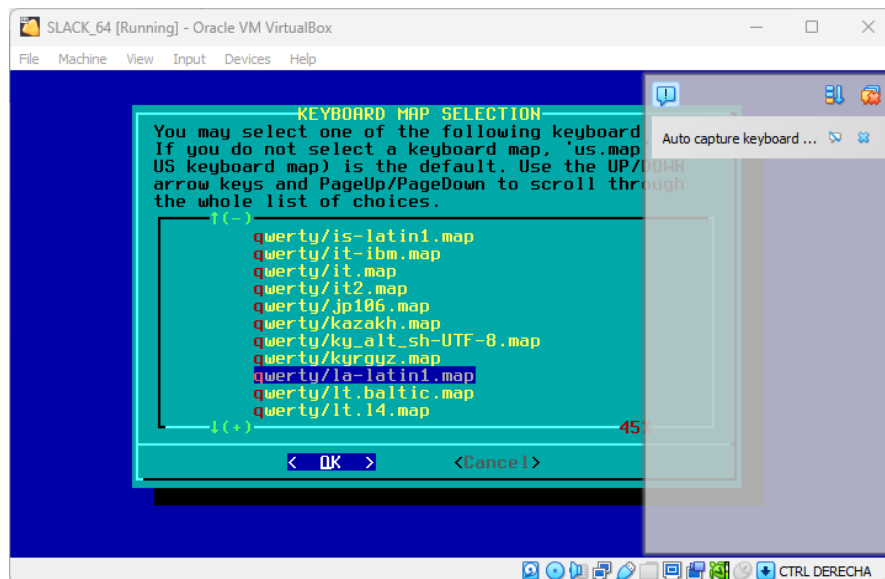 SLACK_64 [Running] - Oracle VM VirtualBox
File Machine View Input Devices Help
KEYBOARD MAP SELECTION
You may select one of the following keyboard
Auto capture keyboard ...
If you do not select a keyboard map, 'us.map
US keyboard map) is the default. Use the UP/DOWN
arrow keys and PageUp/PageDown to scroll through
the whole list of choices.
↑(-)
qwerty/is-latin1.map
qwerty/it-ibm.map
qwerty/it.map
qwerty/it2.map
qwerty/jp106.map
qwerty/kazakh.map
qwerty/ky_alt_sh-UTF-8.map
qwerty/kyrgyz.map
qwerty/la-latin1.map
qwerty/lt.baltic.map
qwerty/lt.l4.map
↓(+) 45%
< OK > <Cancel>
CTRL DERECHA